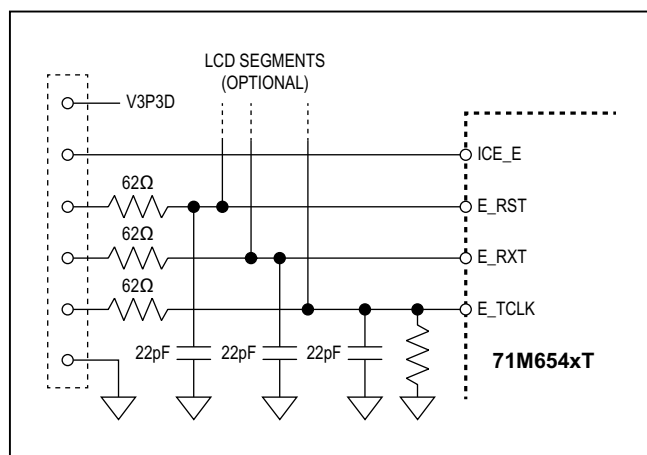 LCD SEGMENTS
(OPTIONAL)
V3P3D
ICE_E
62Ω
E_RST
62Ω
E_RXT
62Ω
E_TCLK
22pF
22pF
22pF
71M654xT